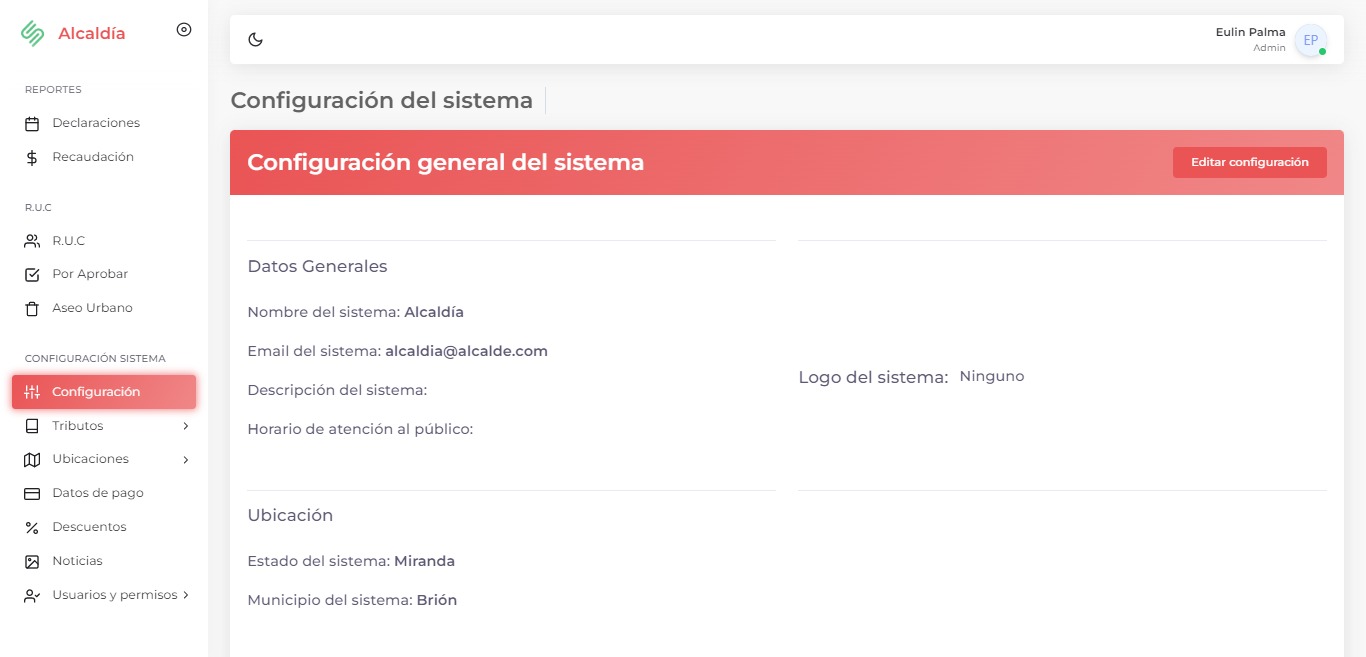 Alcaldía
REPORTES
Declaraciones
Recaudación
R.U.C
R.U.C
Por Aprobar
Aseo Urbano
CONFIGURACIÓN SISTEMA
Configuración
Tributos
Ubicaciones
Datos de pago
Descuentos
Noticias
Usuarios y permisos
Eulin Palma
Admin
EP
Configuración del sistema
Configuración general del sistema
Editar configuración
Datos Generales
Nombre del sistema: Alcaldía
Email del sistema: alcaldia@alcalde.com
Descripción del sistema:
Horario de atención al público:
Logo del sistema: Ninguno
Ubicación
Estado del sistema: Miranda
Municipio del sistema: Brión